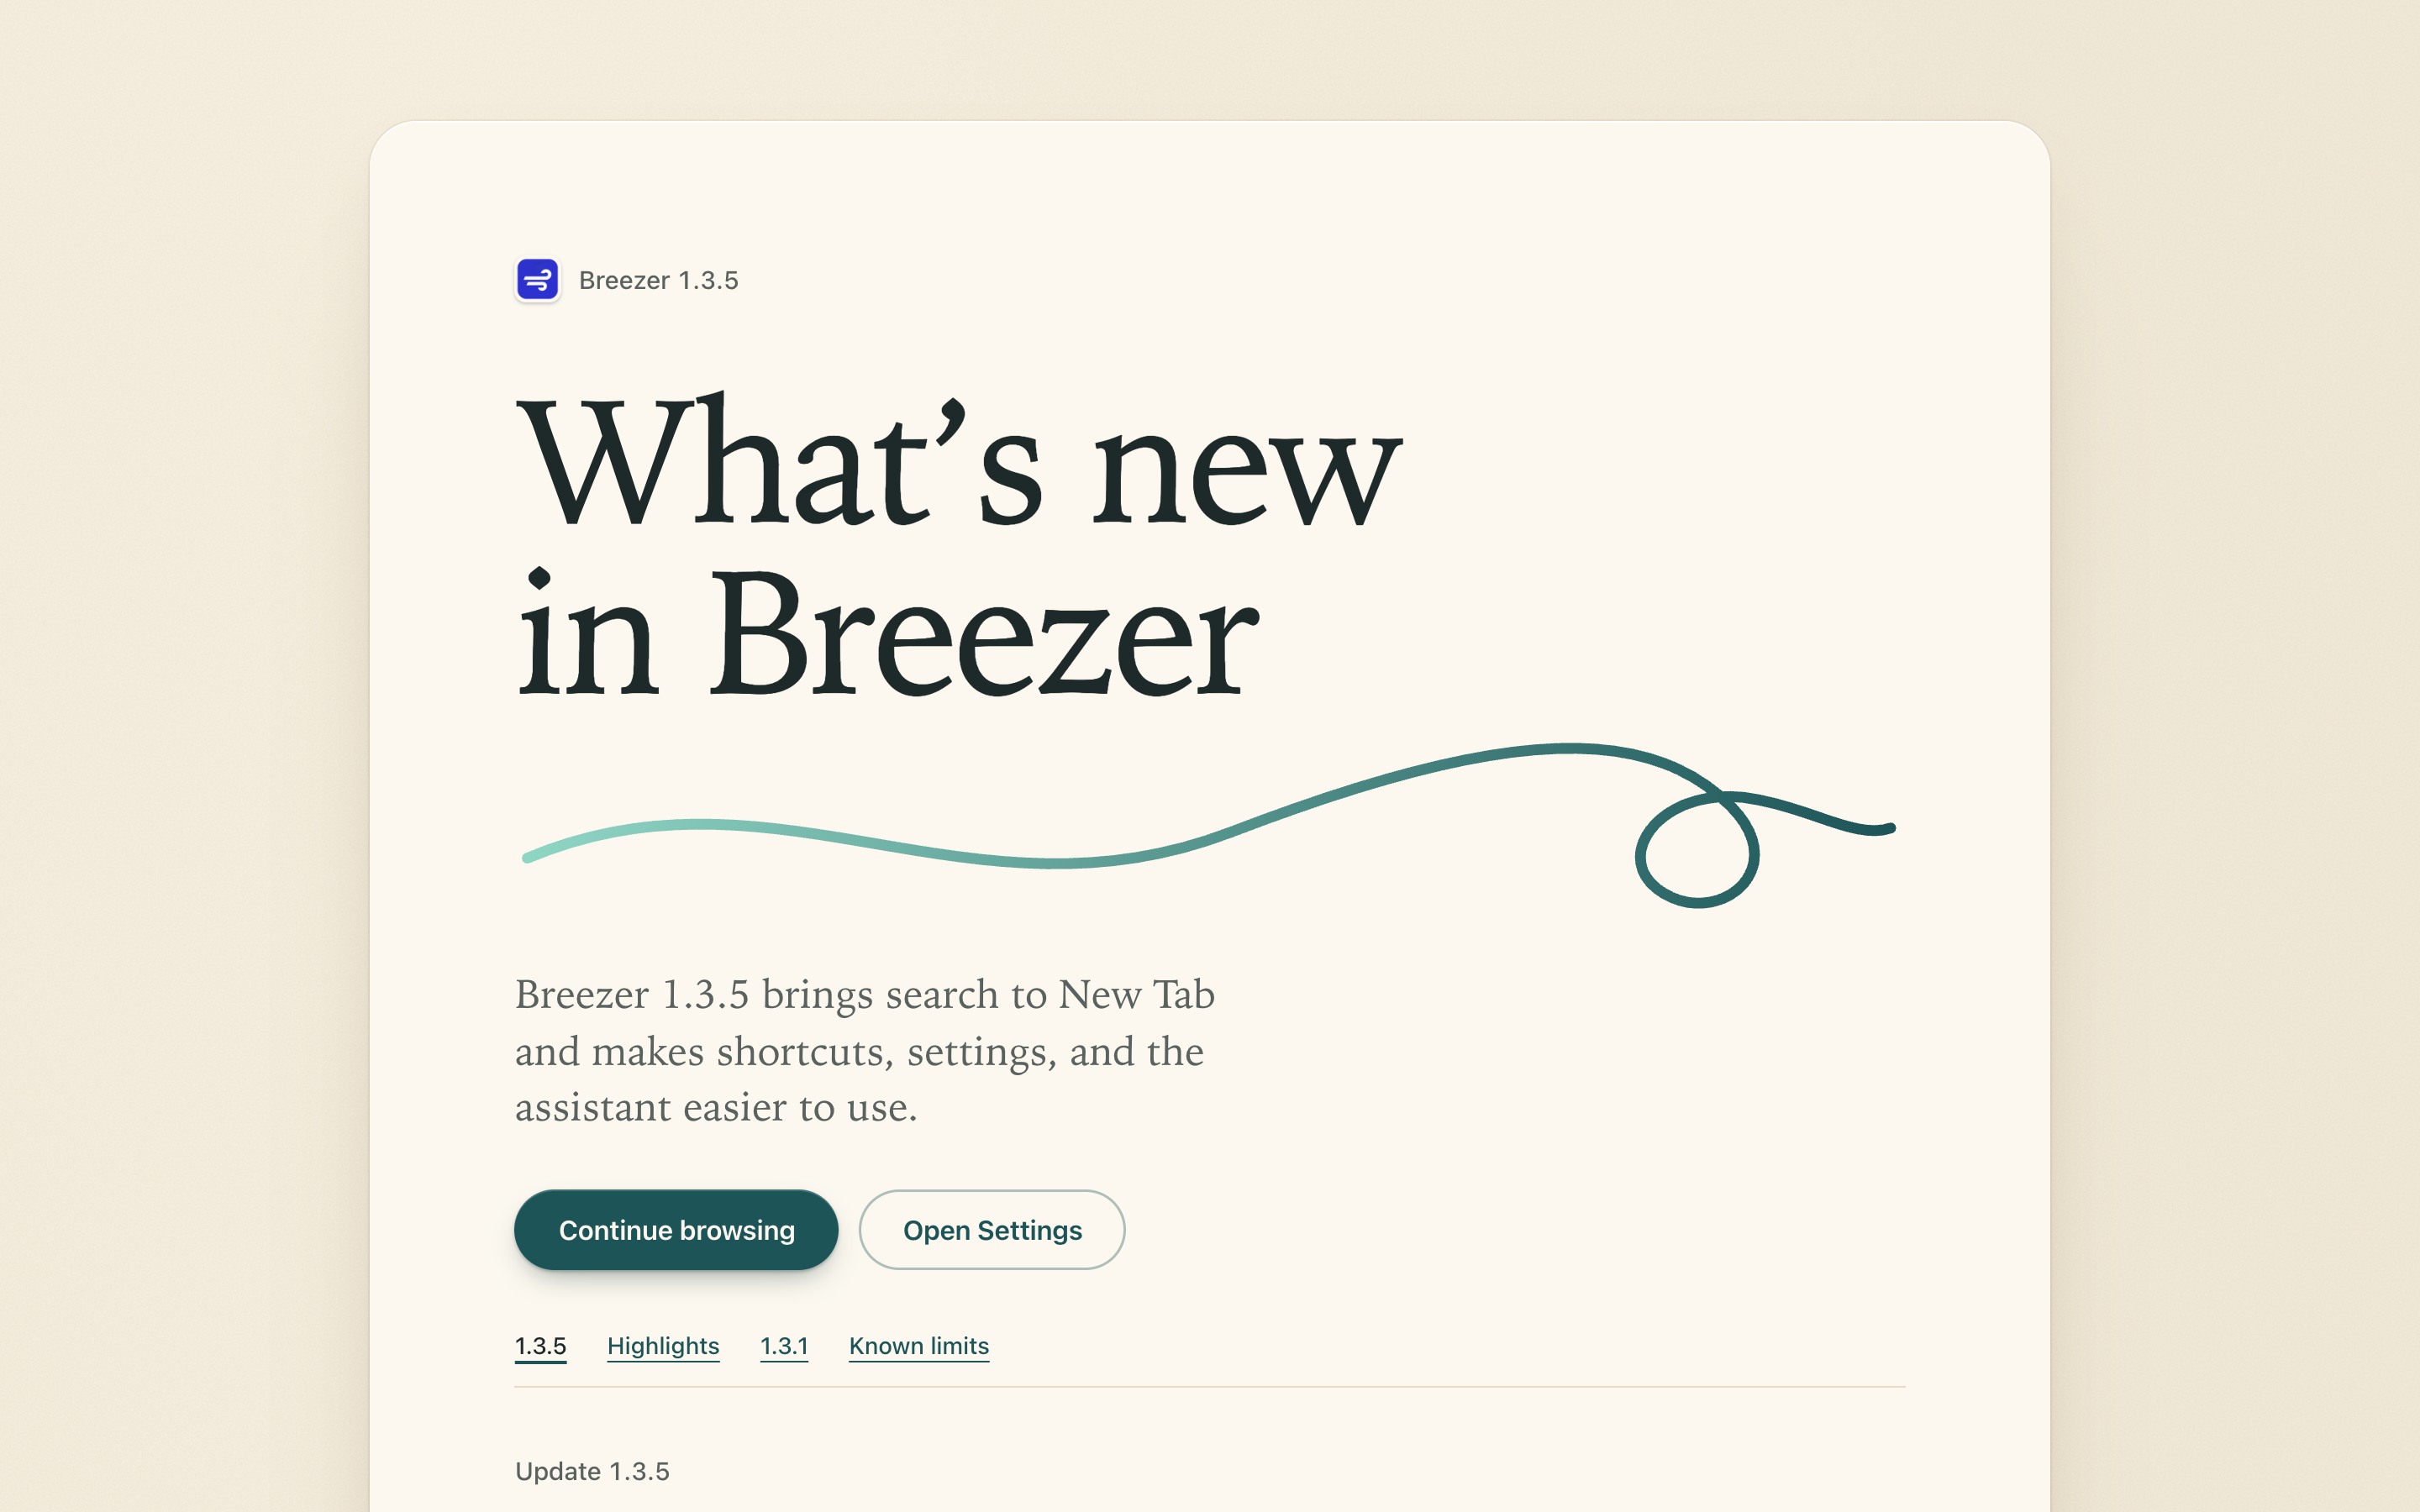 Breezer 1.3.5
What’s new
in Breezer
Breezer 1.3.5 brings search to New Tab
and makes shortcuts, settings, and the
assistant easier to use.
Continue browsing
Open Settings
1.3.5 Highlights 1.3.1 Known limits
Update 1.3.5